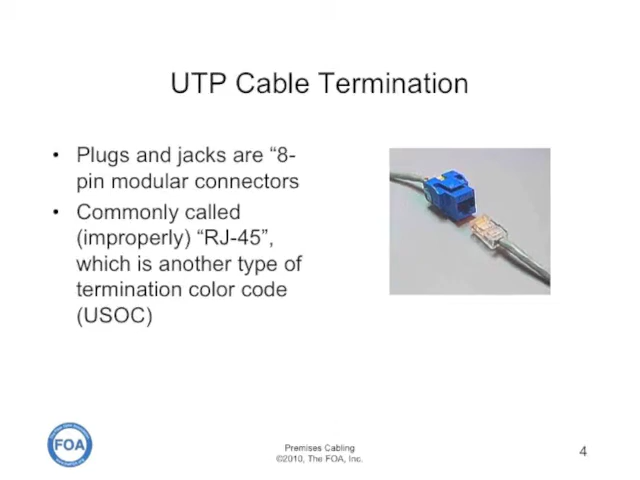 UTP Cable Termination
• Plugs and jacks are “8-
pin modular connectors
• Commonly called
(improperly) “RJ-45”,
which is another type of
termination color code
(USOC)
FOA
Premises Cabling
©2010, The FOA, Inc.
4